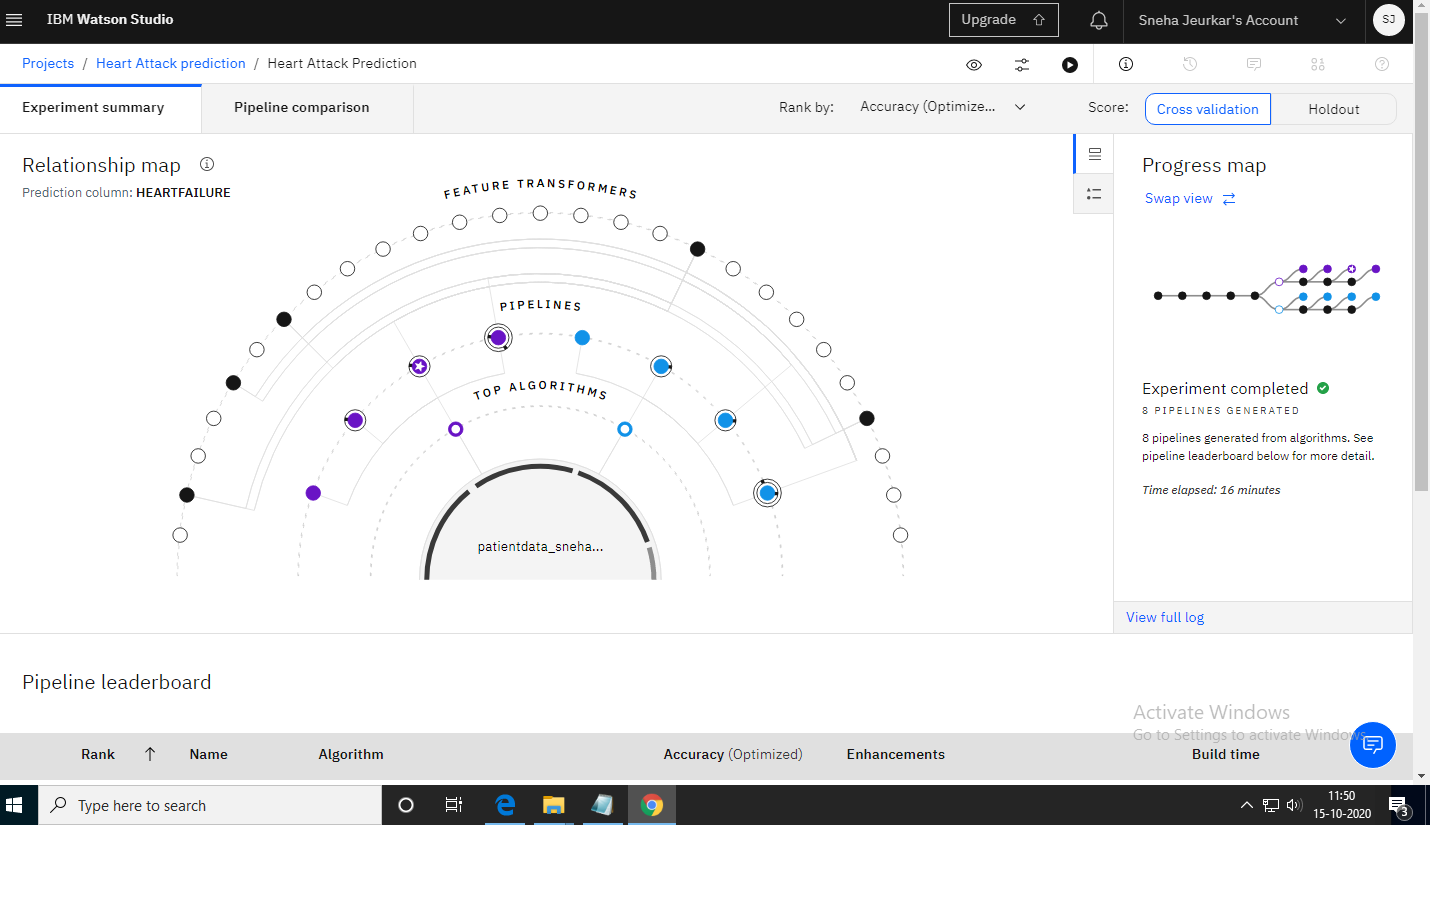 IBM Watson Studio
Upgrade
Sneha Jeurkar's Account
SJ
Projects / Heart Attack prediction / Heart Attack Prediction
Experiment summary
Pipeline comparison
Rank by: Accuracy (Optimize...
Score: Cross validation Holdout
Relationship map
Prediction column: HEARTFAILURE
FEATURE TRANSFORMERS
PIPELINES
TOP ALGORITHMS
patientdata_sneha...
Progress map
Swap view
Experiment completed
8 PIPELINES GENERATED
8 pipelines generated from algorithms. See
pipeline leaderboard below for more detail.
Time elapsed: 16 minutes
View full log
Pipeline leaderboard
Activate Windows
Go to Settings to activate Windows.
Rank Name Algorithm Accuracy (Optimized) Enhancements Build time
Type here to search
11:50
15-10-2020
3